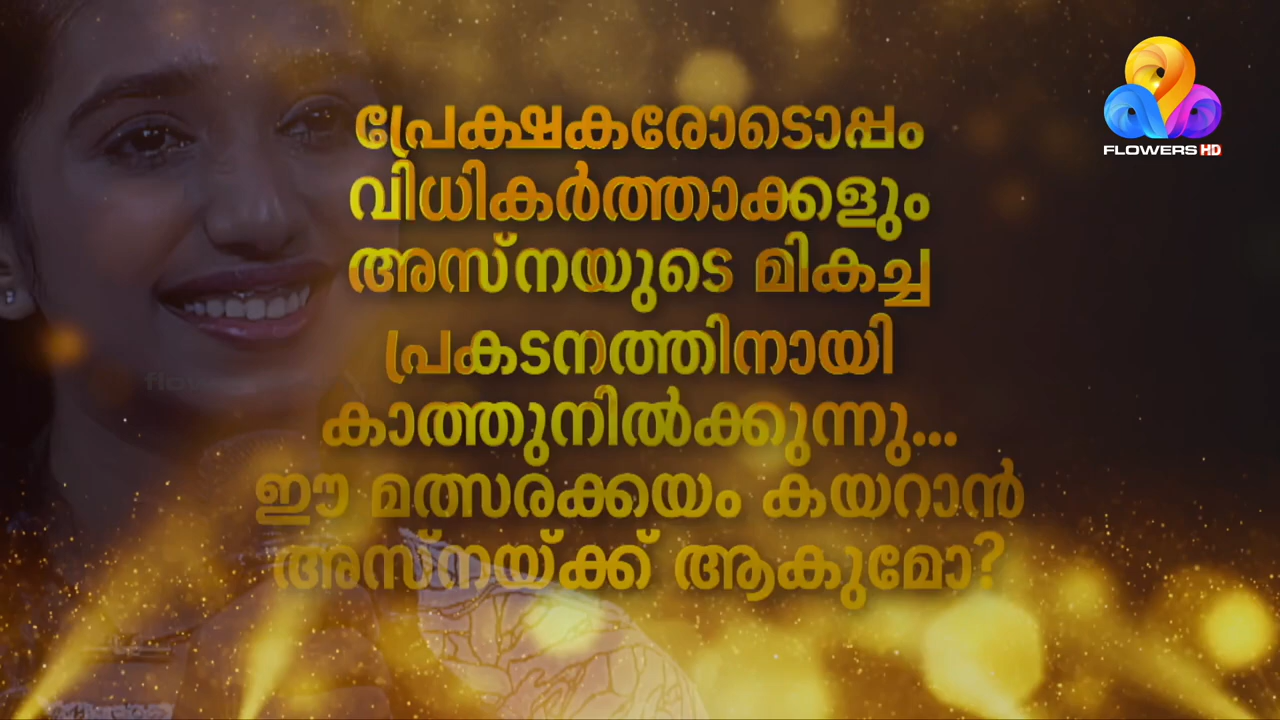 FLOWERS HD
പ്രേക്ഷകരോടൊപ്പം
വിധികർത്താക്കളും
അസ്നയുടെ മികച്ച
പ്രകടനത്തിനായി
കാത്തുനിൽക്കുന്നു...
ഈ മത്സരക്കയം കയറാൻ
അസ്നയ്ക്ക് ആകുമോ?